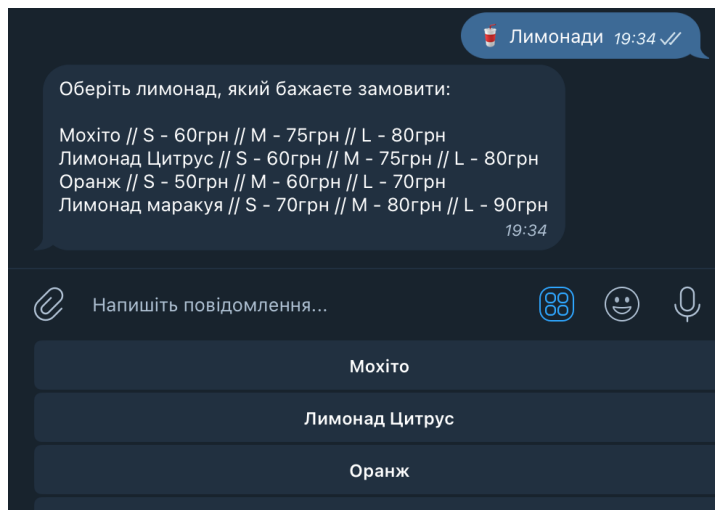 Лимонади 19:34
Оберіть лимонад, який бажаєте замовити:
Мохіто // S - 60грн // M - 75грн // L - 80грн
Лимонад Цитрус // S - 60грн // M - 75грн // L - 80грн
Оранж // S - 50грн // M - 60грн // L - 70грн
Лимонад маракуя // S - 70грн // M - 80грн // L - 90грн
19:34
Напишіть повідомлення...
Мохіто
Лимонад Цитрус
Оранж